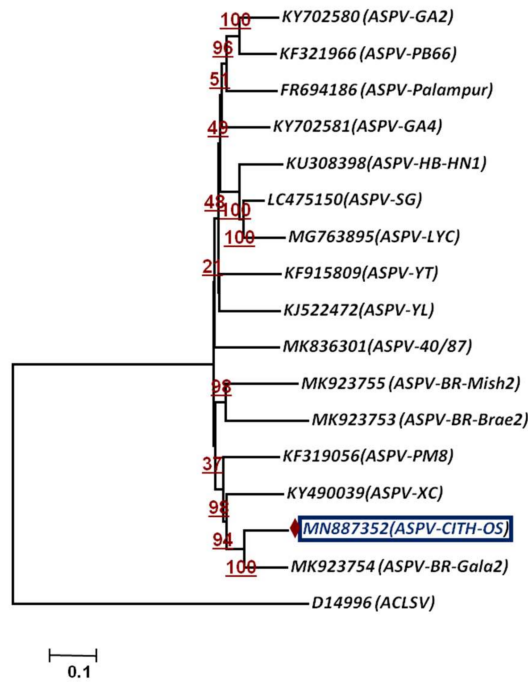 100
KY702580 (ASPV-GA2)
96
KF321966 (ASPV-PB66)
51
FR694186 (ASPV-Palampur)
49
KY702581(ASPV-GA4)
KU308398(ASPV-HB-HN1)
48
100
LC475150(ASPV-SG)
100
MG763895(ASPV-LYC)
21
KF915809(ASPV-YT)
KJ522472(ASPV-YL)
MK836301(ASPV-40/87)
98
MK923755 (ASPV-BR-Mish2)
MK923753 (ASPV-BR-Brae2)
37
KF319056(ASPV-PM8)
KY490039(ASPV-XC)
98
MN887352(ASPV-CITH-OS)
94
100
MK923754 (ASPV-BR-Gala2)
D14996 (ACLSV)
0.1